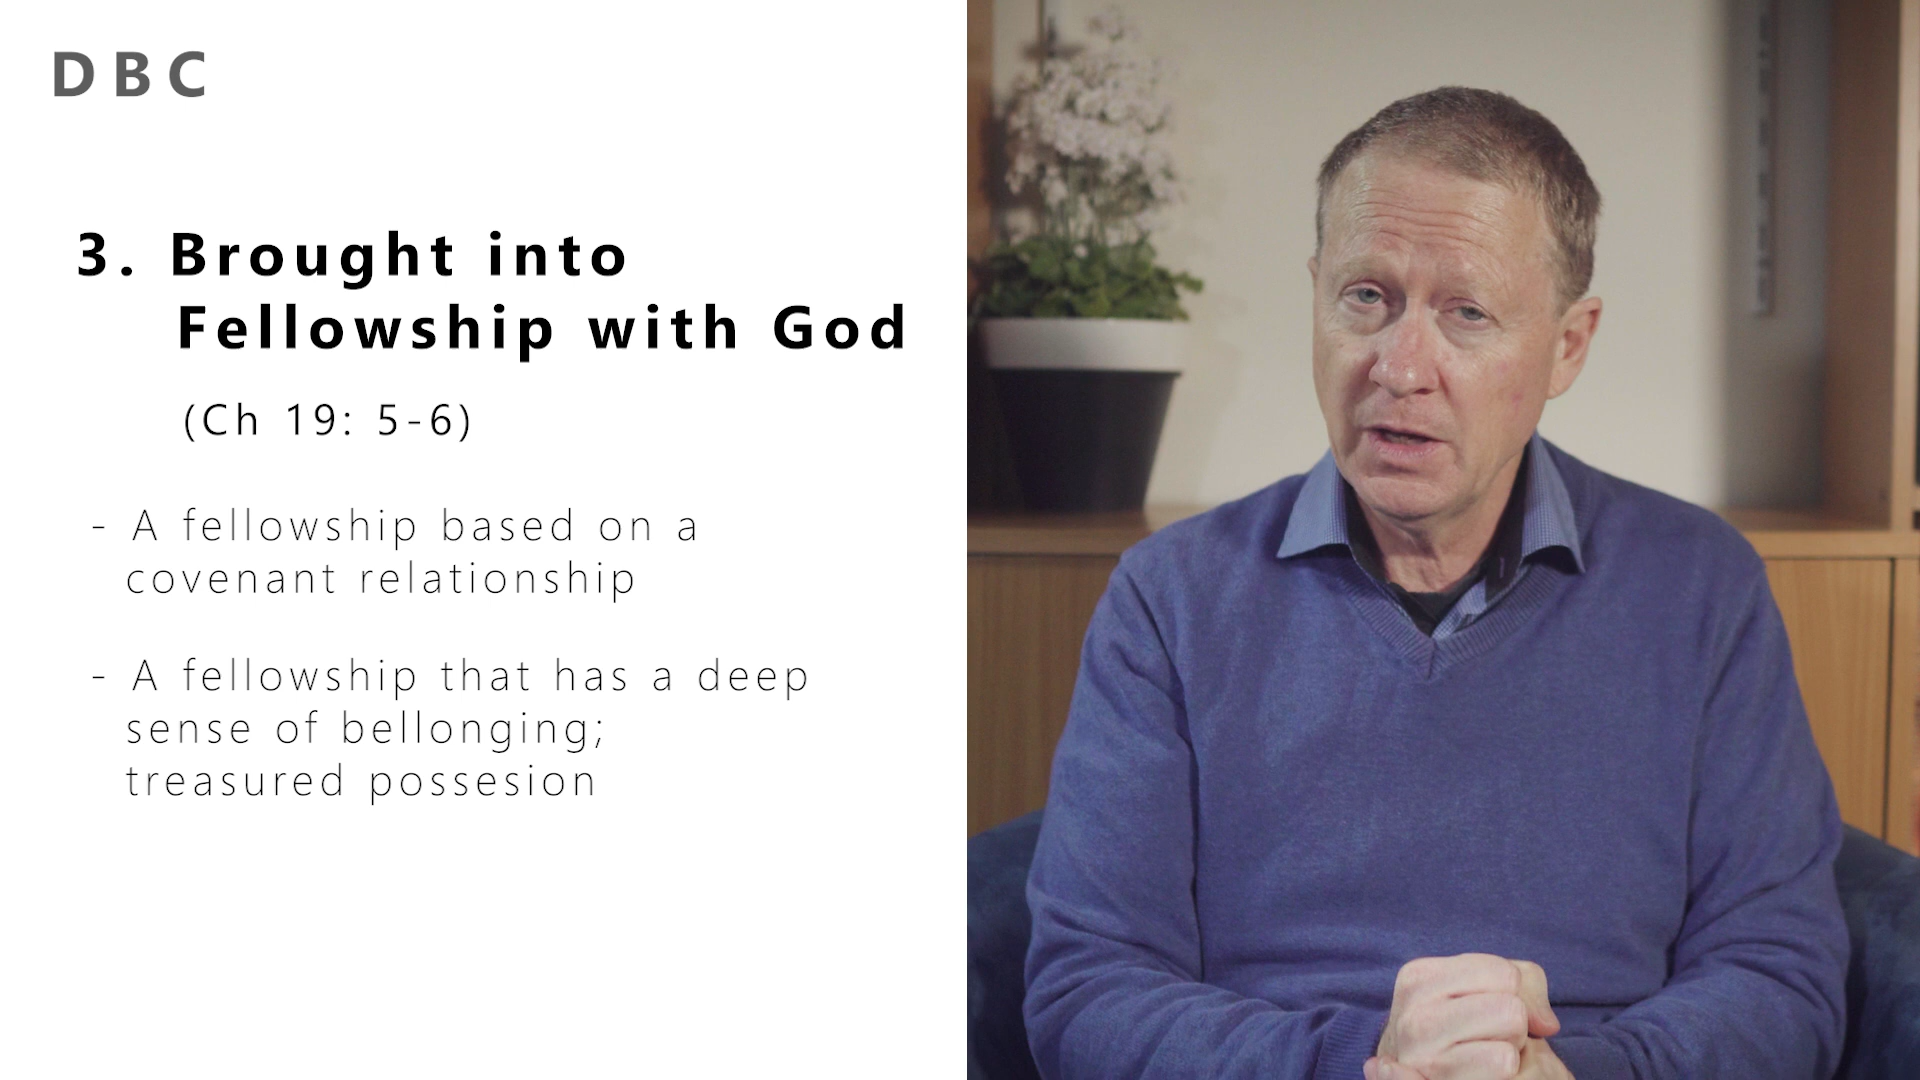 DBC
3. Brought into
Fellowship with God
(Ch 19: 5-6)
- A fellowship based on a
covenant relationship
- A fellowship that has a deep
sense of bellonging;
treasured possesion